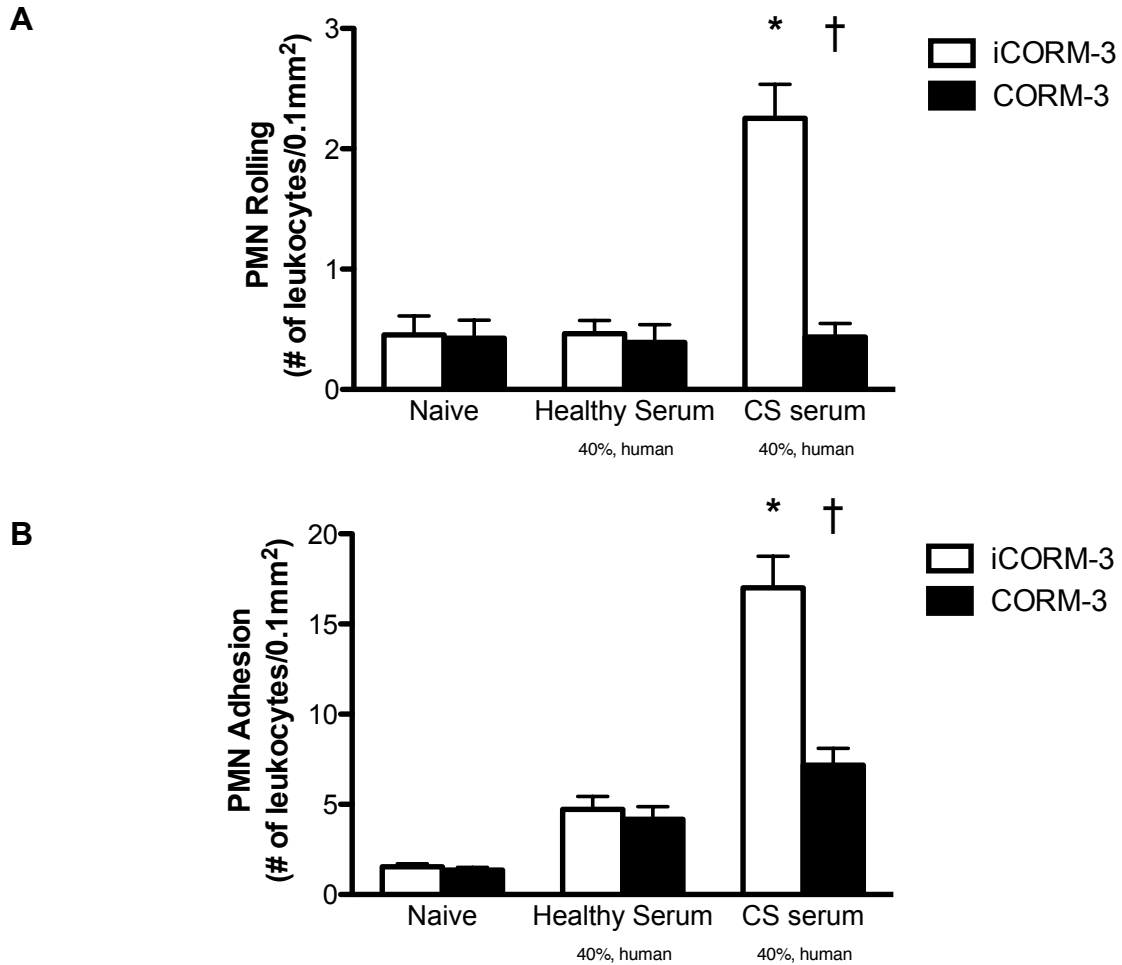 A
3
2
1
0
PMN Rolling
(# of leukocytes/0.1mm²)
* †
iCORM-3
CORM-3
Naive Healthy Serum CS serum
40%, human 40%, human
B
20
15
10
5
0
PMN Adhesion
(# of leukocytes/0.1mm²)
* †
iCORM-3
CORM-3
Naive Healthy Serum CS serum
40%, human 40%, human